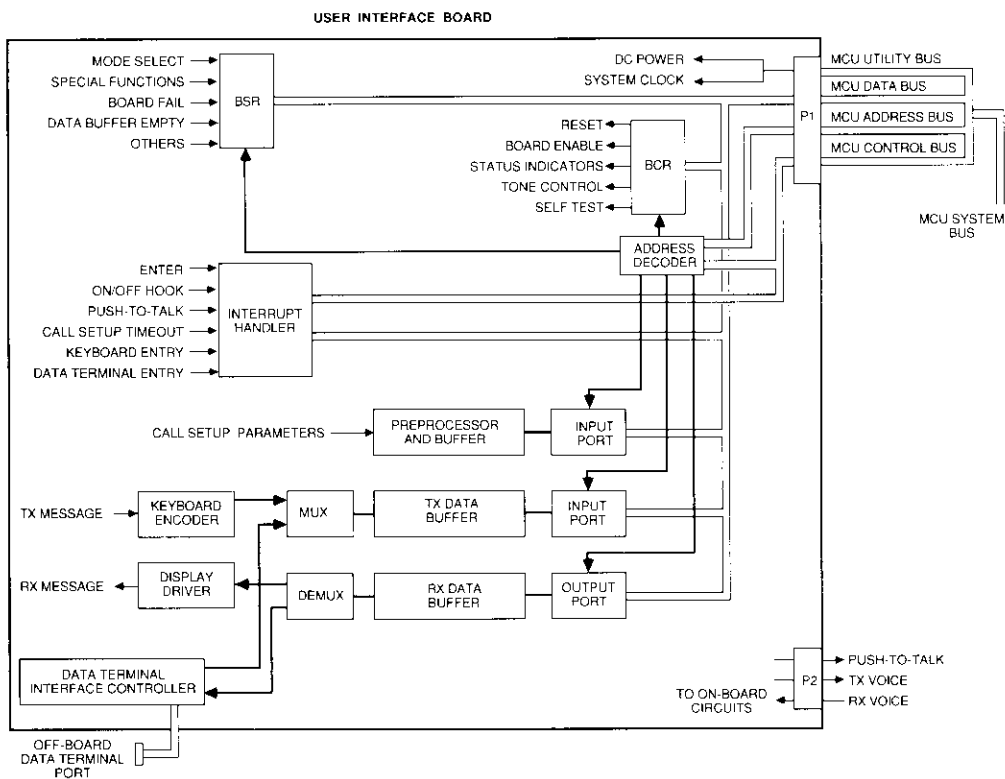 USER INTERFACE BOARD
MODE SELECT
SPECIAL FUNCTIONS
BOARD FAIL
DATA BUFFER EMPTY
OTHERS
BSR
DC POWER
SYSTEM CLOCK
RESET
BOARD ENABLE
STATUS INDICATORS
TONE CONTROL
SELF TEST
BCR
P1
MCU UTILITY BUS
MCU DATA BUS
MCU ADDRESS BUS
MCU CONTROL BUS
MCU SYSTEM
BUS
ADDRESS
DECODER
ENTER
ON/OFF HOOK
PUSH-TO-TALK
CALL SETUP TIMEOUT
KEYBOARD ENTRY
DATA TERMINAL ENTRY
INTERRUPT
HANDLER
CALL SETUP PARAMETERS
PREPROCESSOR
AND BUFFER
INPUT
PORT
TX MESSAGE
KEYBOARD
ENCODER
MUX
TX DATA
BUFFER
INPUT
PORT
RX MESSAGE
DISPLAY
DRIVER
DEMUX
RX DATA
BUFFER
OUTPUT
PORT
DATA TERMINAL
INTERFACE CONTROLLER
TO ON-BOARD
CIRCUITS
P2
PUSH-TO-TALK
TX VOICE
RX VOICE
OFF-BOARD
DATA TERMINAL
PORT